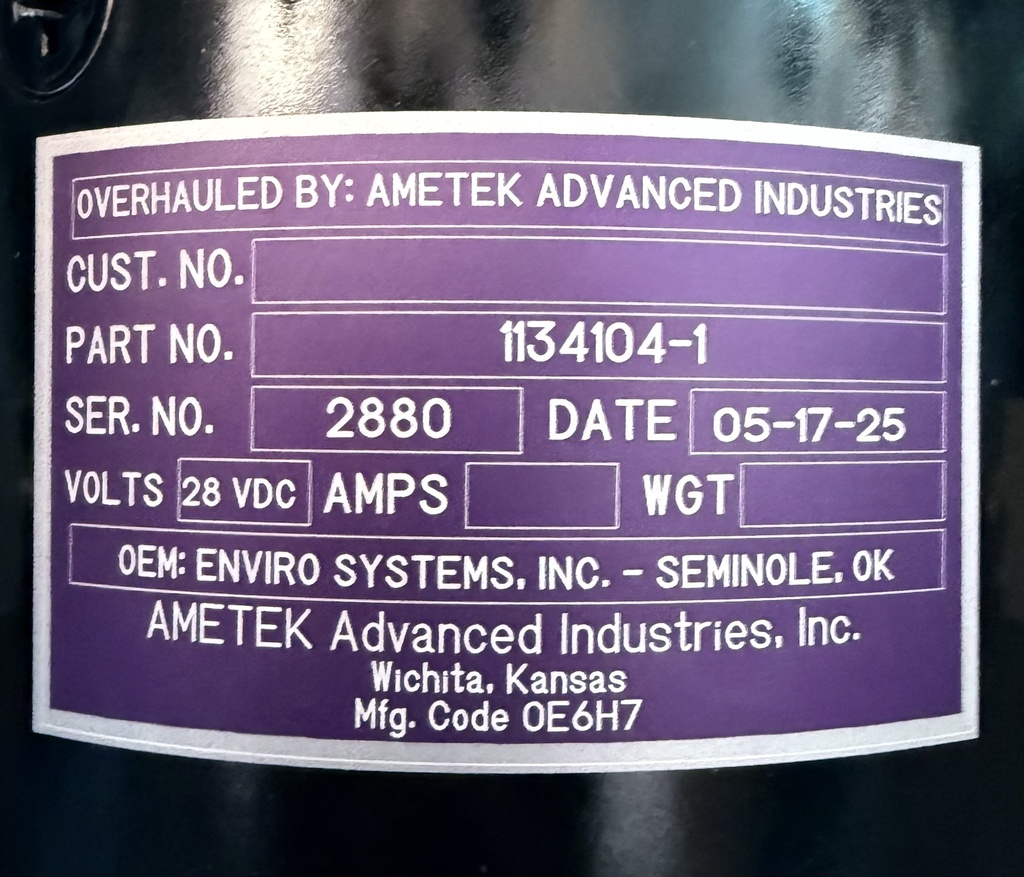 OVERHAULED BY: AMETEK ADVANCED INDUSTRIES
CUST. NO.
PART NO. 1134104-1
SER. NO. 2880 DATE 05-17-25
VOLTS 28 VDC AMPS WGT
OEM: ENVIRO SYSTEMS, INC. - SEMINOLE, OK
AMETEK Advanced Industries, Inc.
Wichita, Kansas
Mfg. Code 0E6H7